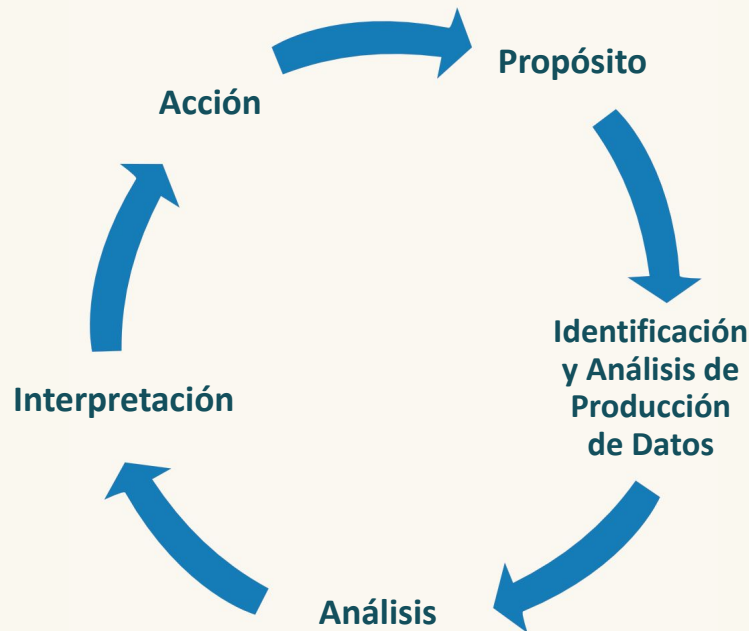 Propósito
Acción
Identificación
y Análisis de
Producción
de Datos
Interpretación
Análisis